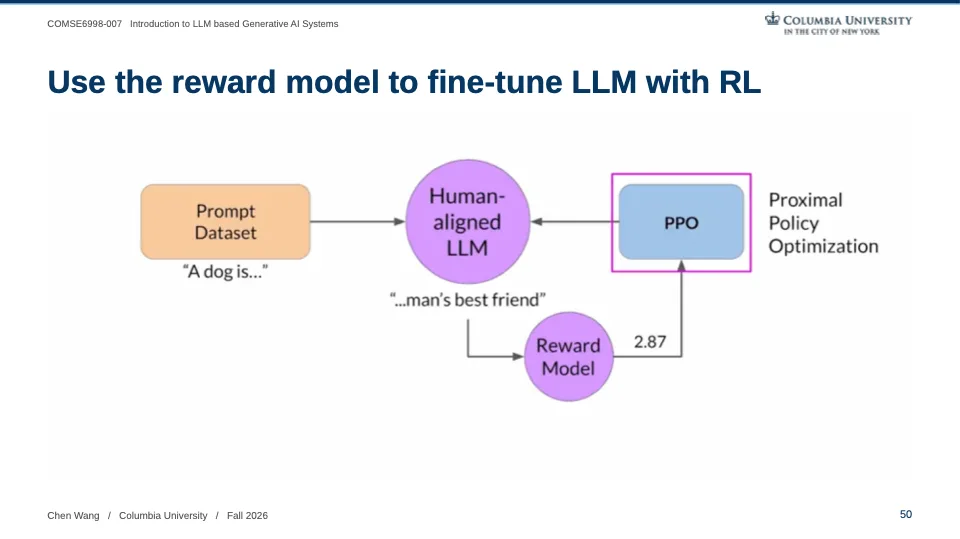 COMSE6998-007 Introduction to LLM based Generative AI Systems
COLUMBIA UNIVERSITY
IN THE CITY OF NEW YORK
Use the reward model to fine-tune LLM with RL
Prompt
Dataset
“A dog is...”
Human-
aligned
LLM
“...man’s best friend”
PPO
Proximal
Policy
Optimization
Reward
Model
2.87
Chen Wang / Columbia University / Fall 2026
50